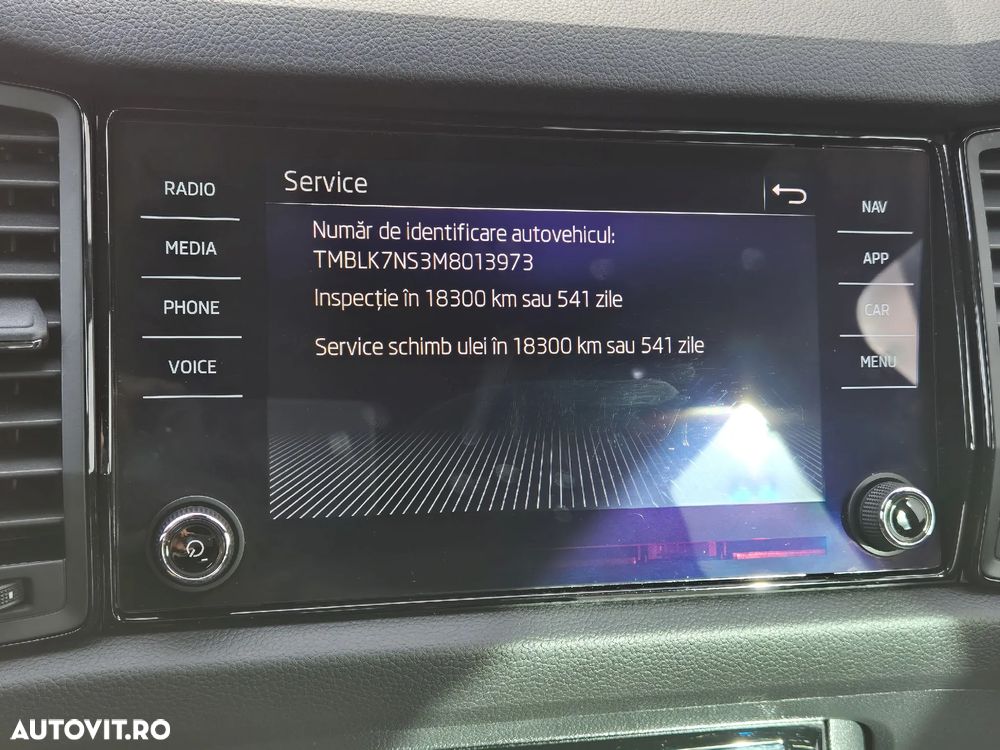 RADIO
MEDIA
PHONE
VOICE
Service
Număr de identificare autovehicul:
TMBLK7NS3M8013973
Inspecție în 18300 km sau 541 zile
Service schimb ulei în 18300 km sau 541 zile
NAV
APP
CAR
MENU
AUTOVIT.RO